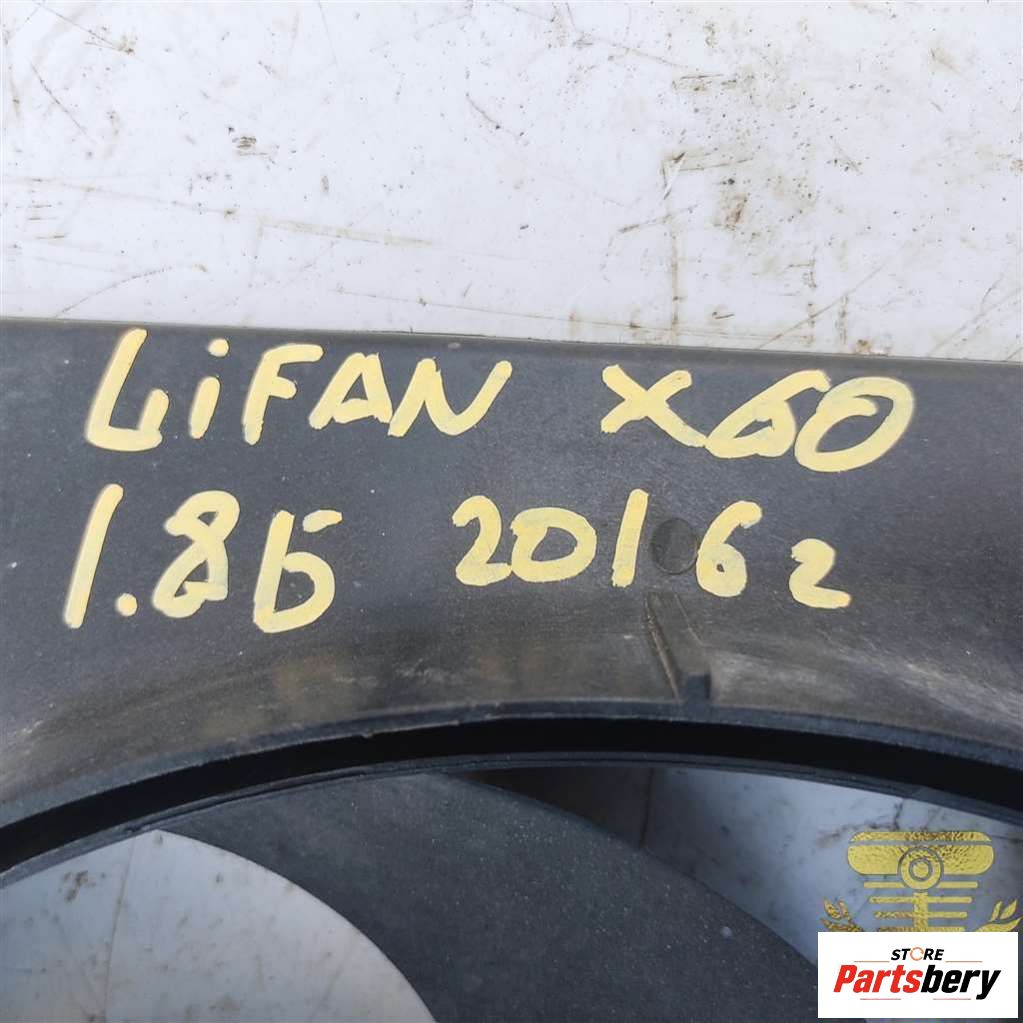 LiFAN X60
1.8б 2016г
STORE
Partsbery